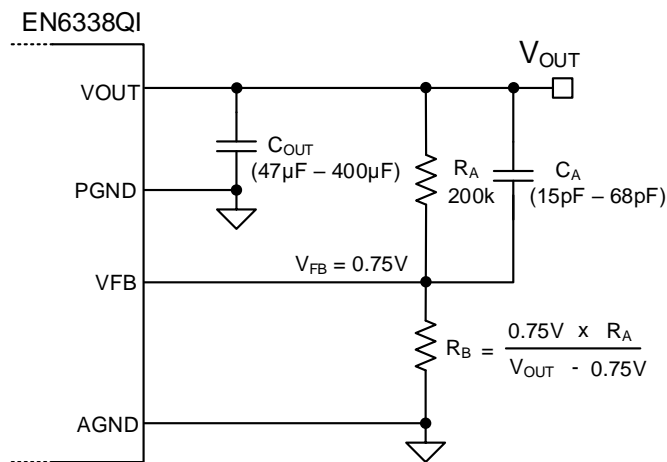 EN6338QI
VOUT
VOUT
COUT
(47µF – 400µF)
RA
200k
CA
(15pF – 68pF)
PGND
VFB
VFB = 0.75V
RB = 0.75V x RA
VOUT - 0.75V
AGND